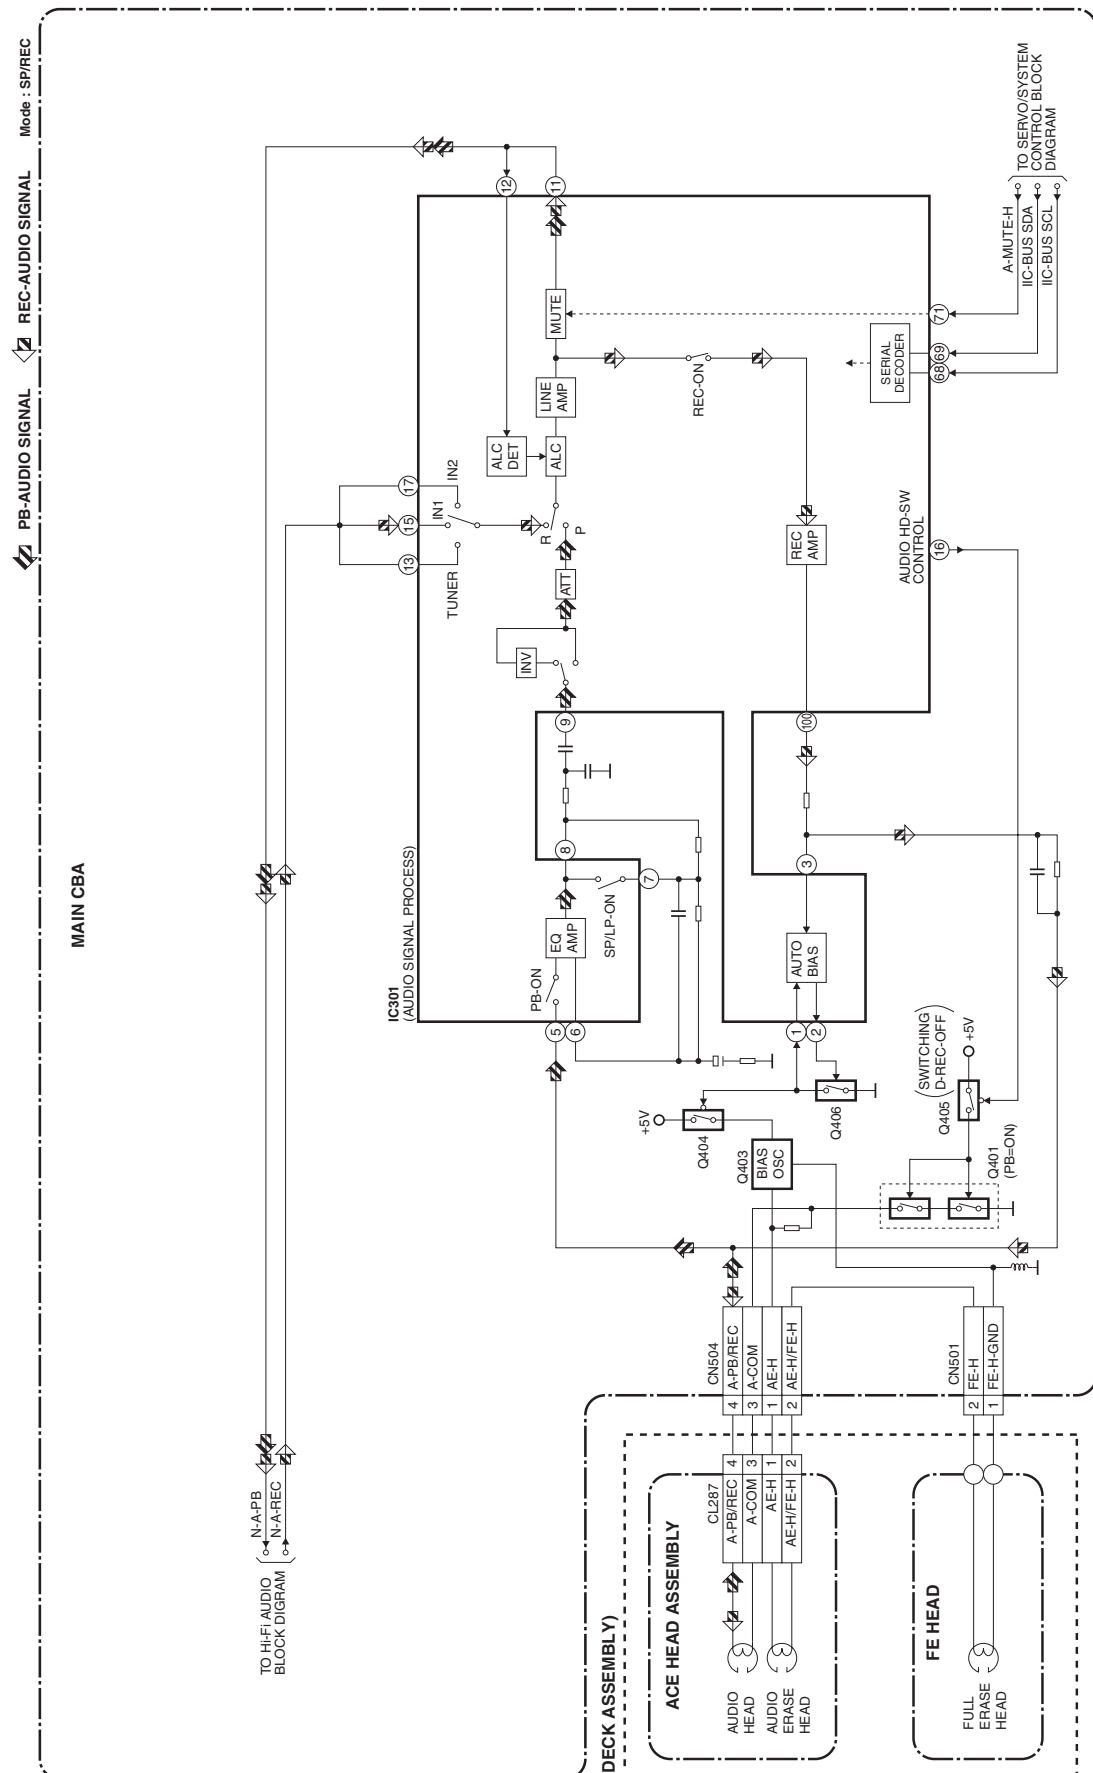 Mode : SP/REC
PB-AUDIO SIGNAL
REC-AUDIO SIGNAL
MAIN CBA
TO Hi-Fi AUDIO
BLOCK DIGRAM
N-A-PB
N-A-REC
IC301
(AUDIO SIGNAL PROCESS)
13
15
17
12
11
TUNER
IN1
IN2
R
P
ALC
DET
ALC
LINE
AMP
MUTE
INV
ATT
9
8
7
SP/LP-ON
EQ
AMP
PB-ON
5
6
REC-ON
REC
AMP
100
3
AUTO
BIAS
1
2
SERIAL
DECODER
68
69
71
AUDIO HD-SW
CONTROL
16
A-MUTE-H
IIC-BUS SDA
IIC-BUS SCL
TO SERVO/SYSTEM
CONTROL BLOCK
DIAGRAM
+5V
Q404
Q406
Q403
BIAS
OSC
(SWITCHING
D-REC-OFF)
Q405
+5V
Q401
(PB=ON)
CN504
4 A-PB/REC
3 A-COM
1 AE-H
2 AE-H/FE-H
CN501
2 FE-H
1 FE-H-GND
(DECK ASSEMBLY)
ACE HEAD ASSEMBLY
CL287
A-PB/REC 4
A-COM 3
AE-H 1
AE-H/FE-H 2
AUDIO
HEAD
AUDIO
ERASE
HEAD
FE HEAD
FULL
ERASE
HEAD